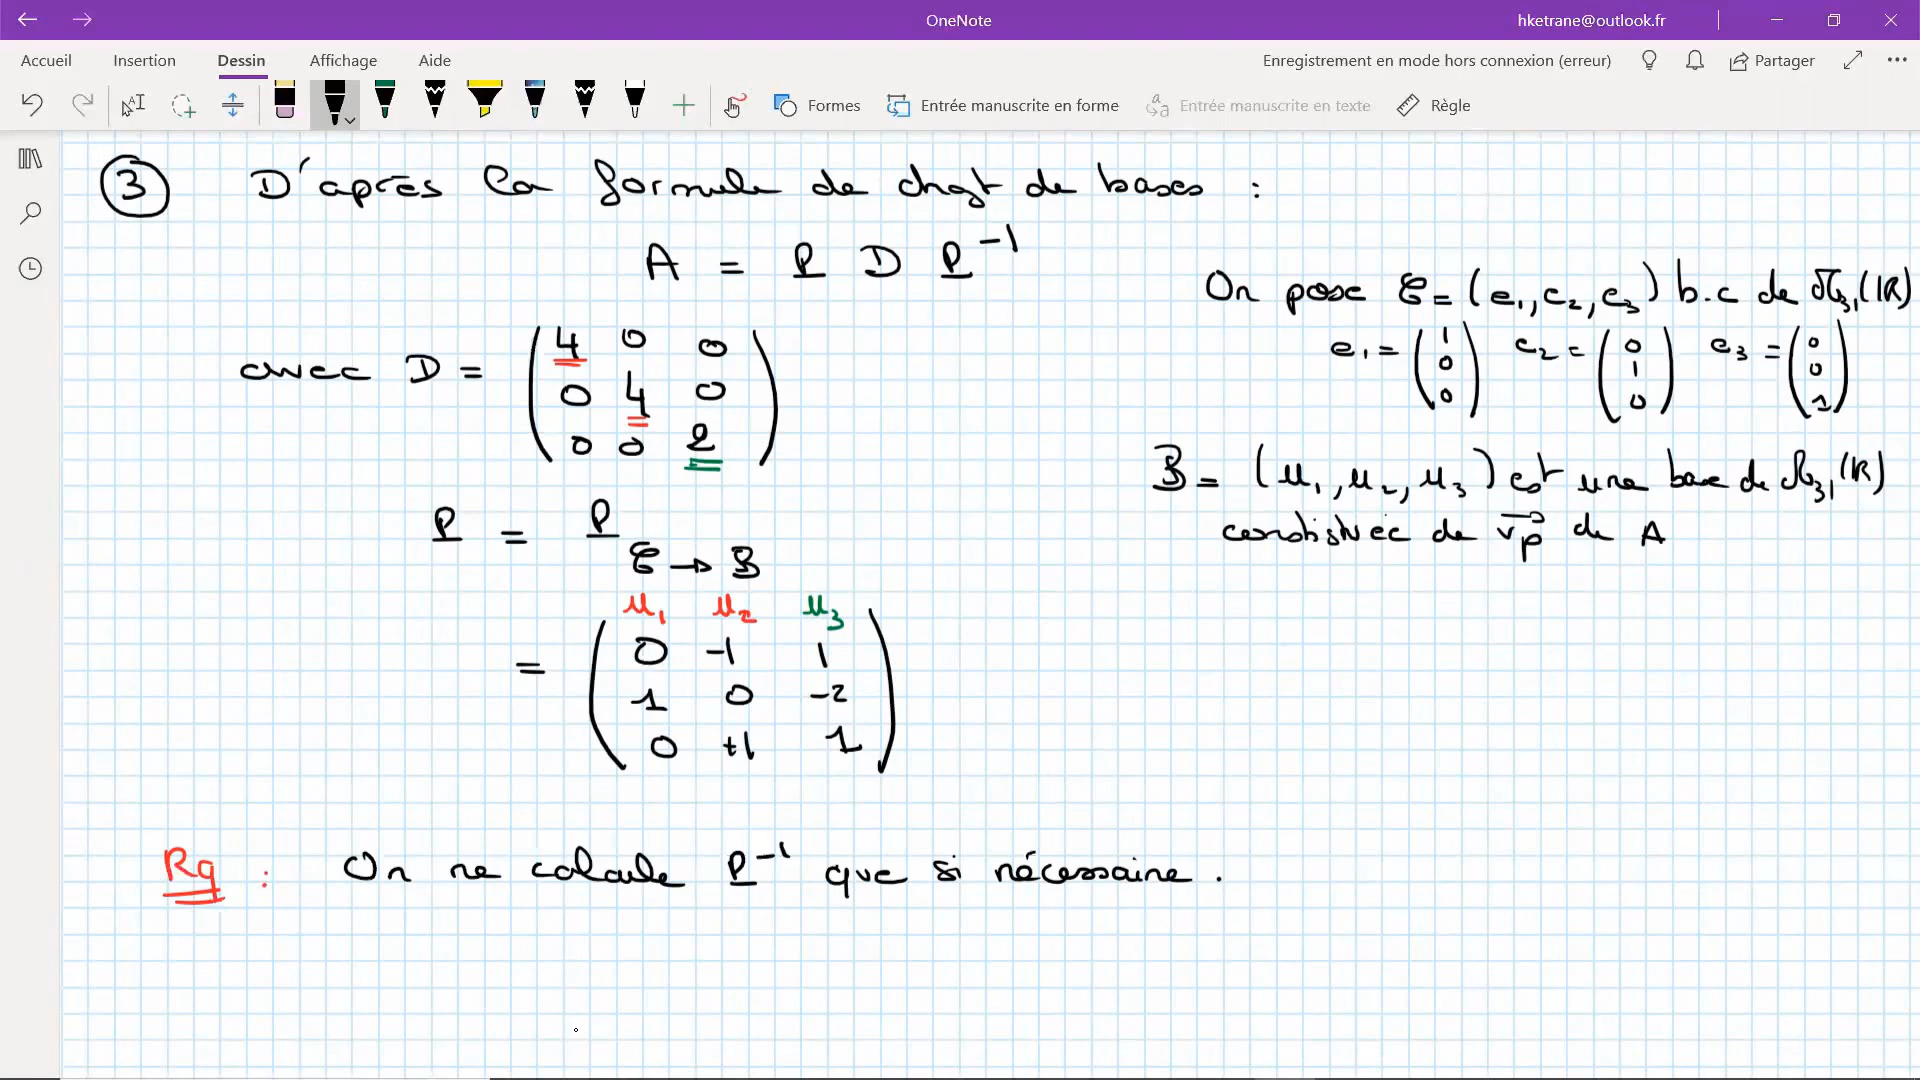 OneNote
hketrane@outlook.fr
Accueil Insertion Dessin Affichage Aide
Enregistrement en mode hors connexion (erreur) Partager
Formes Entrée manuscrite en forme Entrée manuscrite en texte Règle
③ D'après la formule de chgt de bases :
A = P D P⁻¹
On pose C = (e₁, e₂, e₃) b.c de M₃,₁(ℝ)
e₁ = (1 0 0) e₂ = (0 1 0) e₃ = (0 0 1)
avec D =
4 0 0
0 4 0
0 0 2
B = (u₁, u₂, u₃) est une base de M₃,₁(ℝ)
constituée de vp de A
P = P C → B
u₁ u₂ u₃
=
0 -1 1
1 0 -2
0 +1 1
Rq : On ne calcule P⁻¹ que si nécessaire.